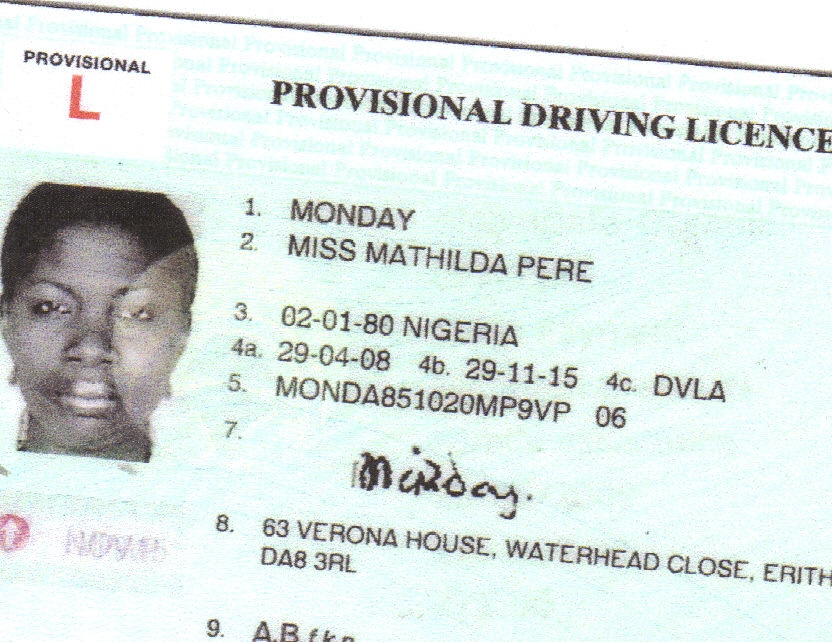 PROVISIONAL
L
PROVISIONAL DRIVING LICENCE
1. MONDAY
2. MISS MATHILDA PERE
3. 02-01-80 NIGERIA
4a. 29-04-08 4b. 29-11-15 4c. DVLA
5. MONDA851020MP9VP 06
7.
8. 63 VERONA HOUSE, WATERHEAD CLOSE, ERITH
DA8 3RL
9. A,B,f,k,p